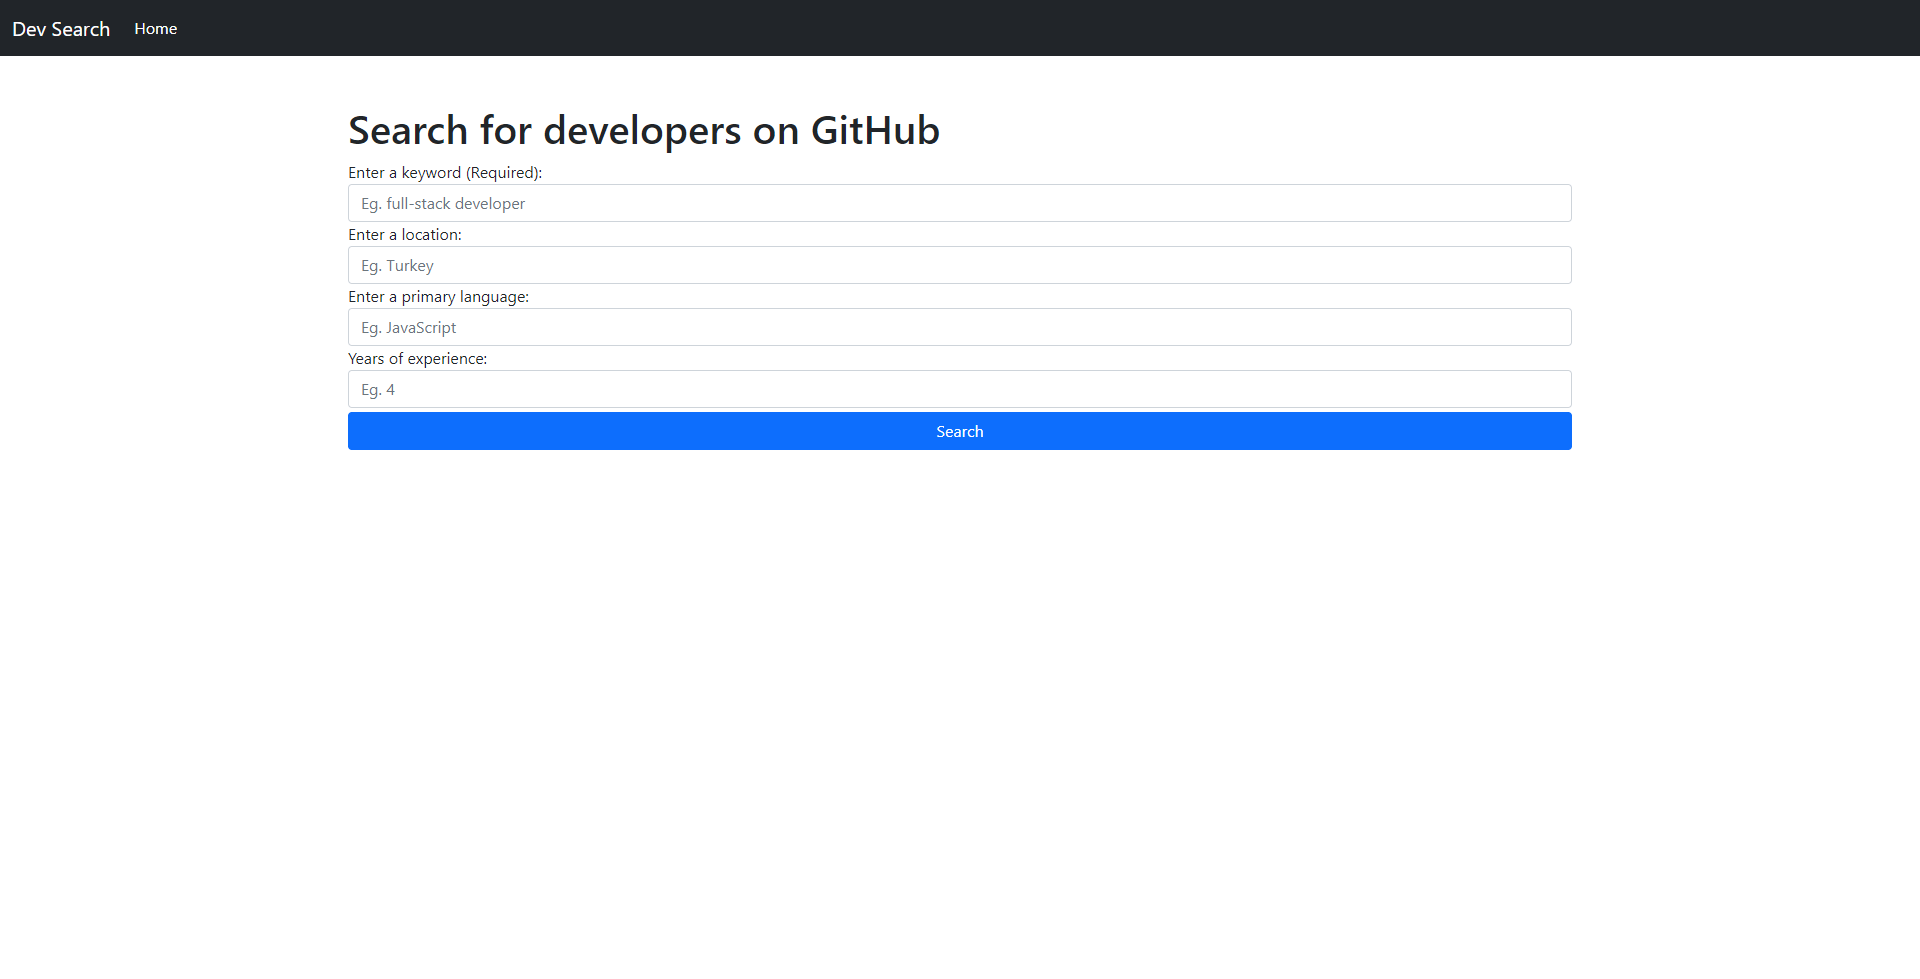 Dev Search Home
Search for developers on GitHub
Enter a keyword (Required):
Eg. full-stack developer
Enter a location:
Eg. Turkey
Enter a primary language:
Eg. JavaScript
Years of experience:
Eg. 4
Search